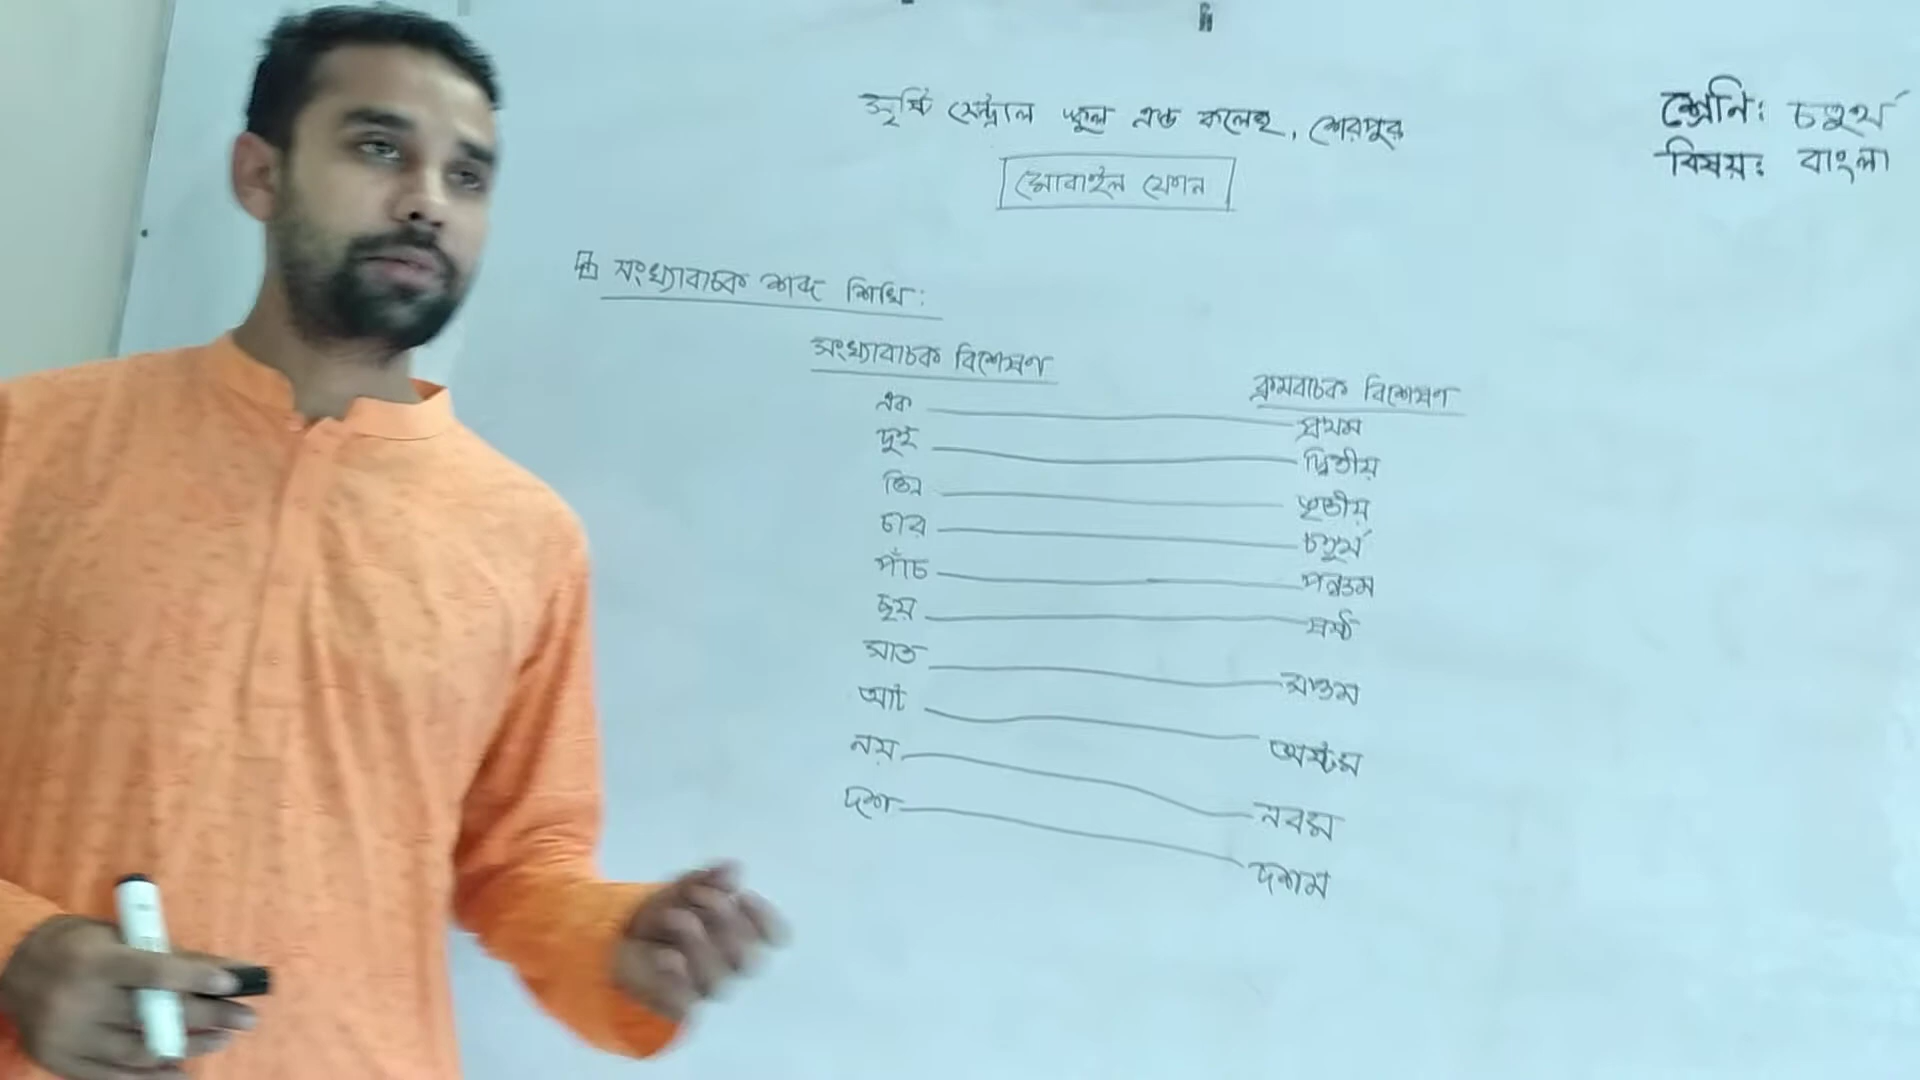 তৃপ্তি সেন্ট্রাল স্কুল এন্ড কলেজ, শেরপুর
মোবাইল ফোন
শ্রেনি: চতুর্থ
বিষয়: বাংলা
সংখ্যাবাচক শব্দ শিখি:
সংখ্যাবাচক বিশেষণ ক্রমবাচক বিশেষণ
এক প্রথম
দুই দ্বিতীয়
তিন তৃতীয়
চার চতুর্থ
পাঁচ পঞ্চম
ছয় ষষ্ঠ
সাত সপ্তম
আট অষ্টম
নয় নবম
দশ দশম